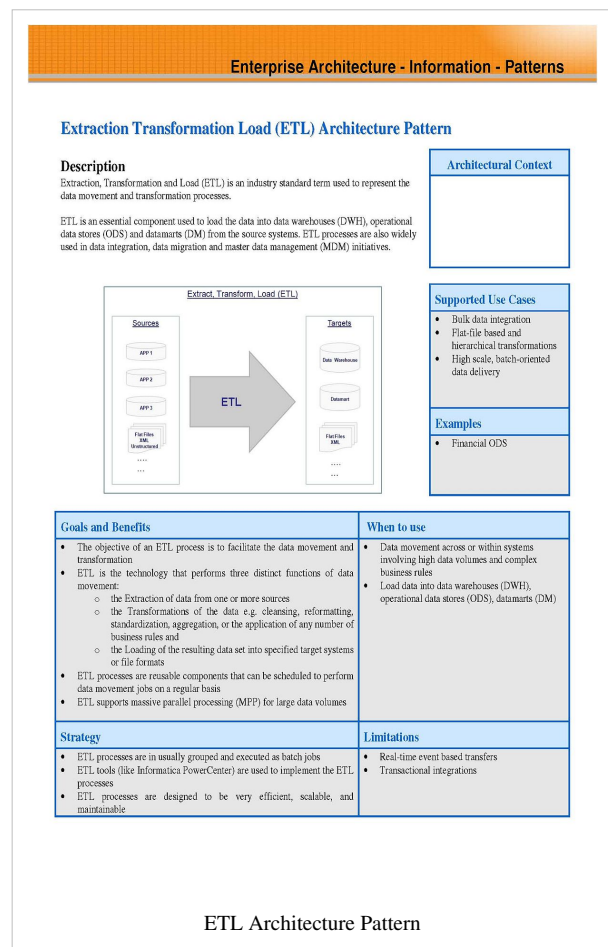 Enterprise Architecture - Information - Patterns
Extraction Transformation Load (ETL) Architecture Pattern
Description
Extraction, Transformation and Load (ETL) is an industry standard term used to represent the
data movement and transformation processes.
ETL is an essential component used to load the data into data warehouses (DWH), operational
data stores (ODS) and datamarts (DM) from the source systems. ETL processes are also widely
used in data integration, data migration and master data management (MDM) initiatives.
Architectural Context
Extract, Transform, Load (ETL)
Sources
APP 1
APP 2
APP 3
Flat Files
XML
Unstructured
....
...
ETL
Targets
Data Warehouse
Datamart
Flat Files
XML
....
...
Supported Use Cases
• Bulk data integration
• Flat-file based and
hierarchical transformations
• High scale, batch-oriented
data delivery
Examples
• Financial ODS
Goals and Benefits
• The objective of an ETL process is to facilitate the data movement and
transformation
• ETL is the technology that performs three distinct functions of data
movement:
o the Extraction of data from one or more sources
o the Transformations of the data e.g. cleansing, reformatting,
standardization, aggregation, or the application of any number of
business rules and
o the Loading of the resulting data set into specified target systems
or file formats
• ETL processes are reusable components that can be scheduled to perform
data movement jobs on a regular basis
• ETL supports massive parallel processing (MPP) for large data volumes
When to use
• Data movement across or within systems
involving high data volumes and complex
business rules
• Load data into data warehouses (DWH),
operational data stores (ODS), datamarts (DM)
Strategy
• ETL processes are in usually grouped and executed as batch jobs
• ETL tools (like Informatica PowerCenter) are used to implement the ETL
processes
• ETL processes are designed to be very efficient, scalable, and
maintainable
Limitations
• Real-time event based transfers
• Transactional integrations
ETL Architecture Pattern